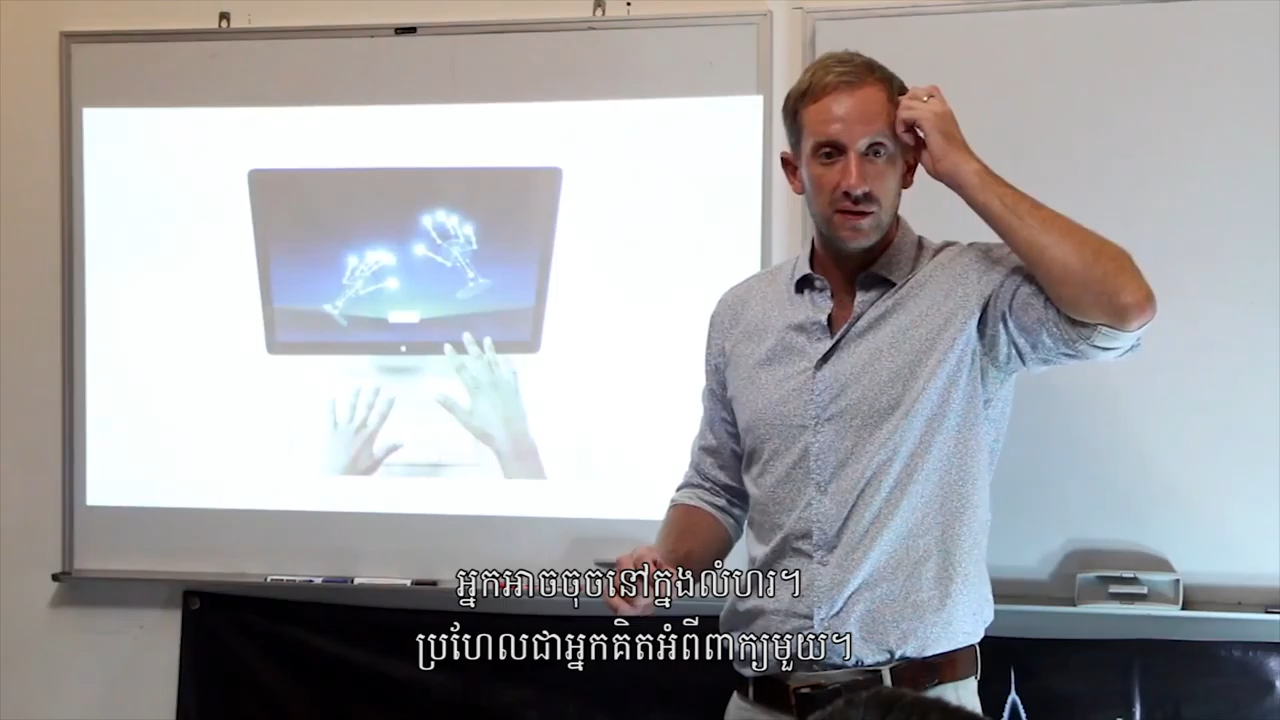 អ្នកអាចចុចនៅក្នុងលំហរ។
ប្រហែលជាអ្នកគិតអំពីពាក្យមួយ។